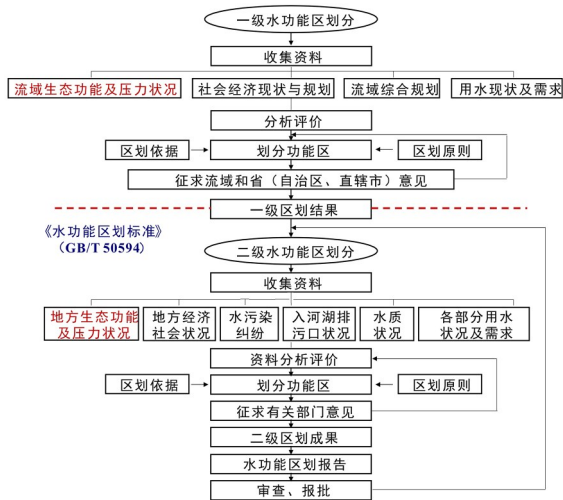 一级水功能区划分
收集资料
流域生态功能及压力状况
社会经济现状与规划
流域综合规划
用水现状及需求
分析评价
区划依据
划分功能区
区划原则
征求流域和省（自治区、直辖市）意见
一级区划结果
《水功能区划标准》
（GB/T 50594）
二级水功能区划分
收集资料
地方生态功能
及压力状况
地方经济
社会状况
水污染
纠纷
入河湖排
污口状况
水质
状况
各部分用水
状况及需求
资料分析评价
区划依据
划分功能区
区划原则
征求有关部门意见
二级区划成果
水功能区划报告
审查、报批